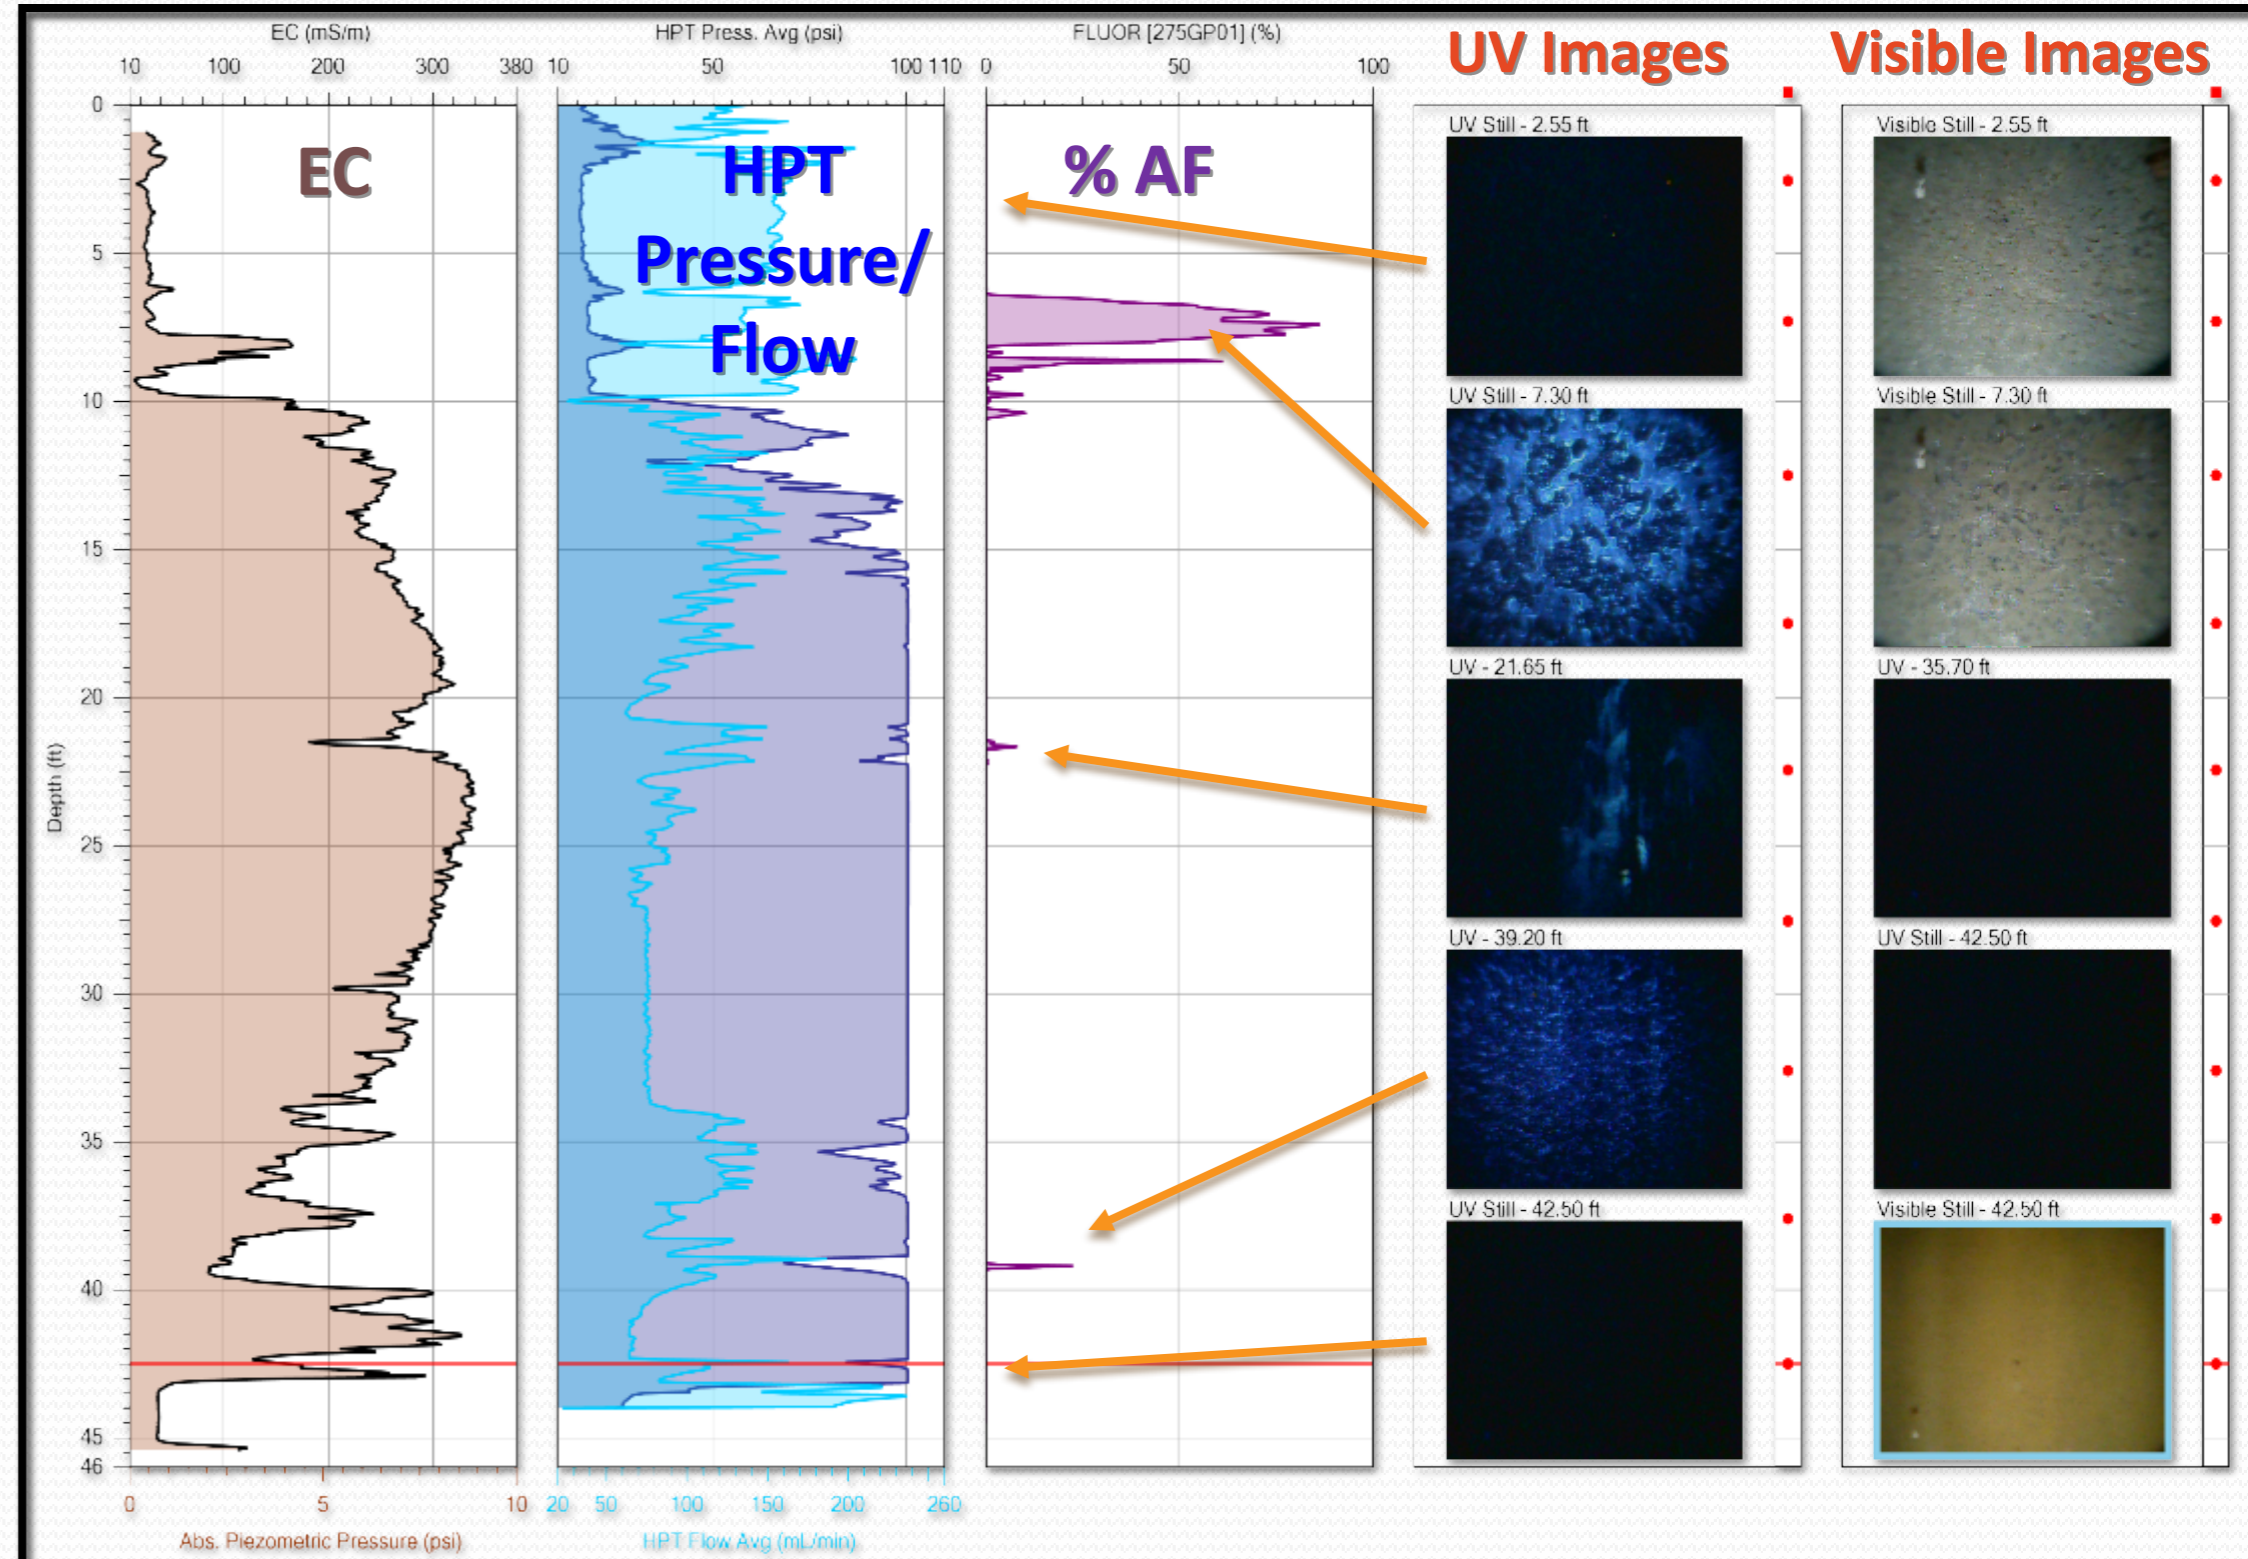 EC (mS/m)
10 100 200 300 380
HPT Press. Avg (psi)
10 50 100 110
FLUOR [275GP01] (%)
0 50 100
UV Images
Visible Images
EC
HPT
Pressure/
Flow
% AF
Depth (ft)
0
5
10
15
20
25
30
35
40
45
46
0 5 10
Abs. Piezometric Pressure (psi)
20 50 100 150 200 260
HPT Flow Avg (mL/min)
UV Still - 2.55 ft
UV Still - 7.30 ft
UV - 21.65 ft
UV - 39.20 ft
UV Still - 42.50 ft
Visible Still - 2.55 ft
Visible Still - 7.30 ft
UV - 35.70 ft
UV Still - 42.50 ft
Visible Still - 42.50 ft